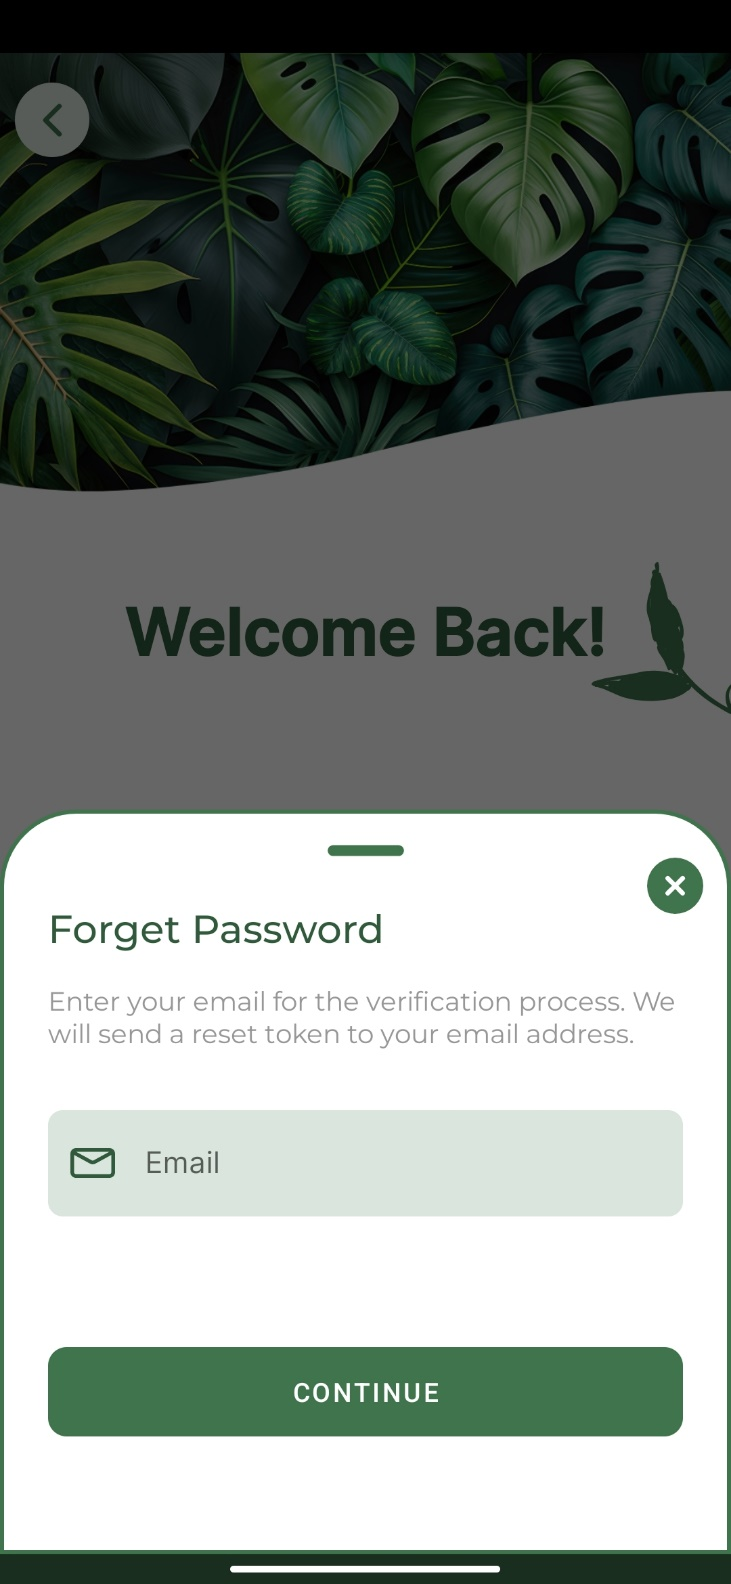 Welcome Back!
Forget Password
Enter your email for the verification process. We
will send a reset token to your email address.
Email
CONTINUE